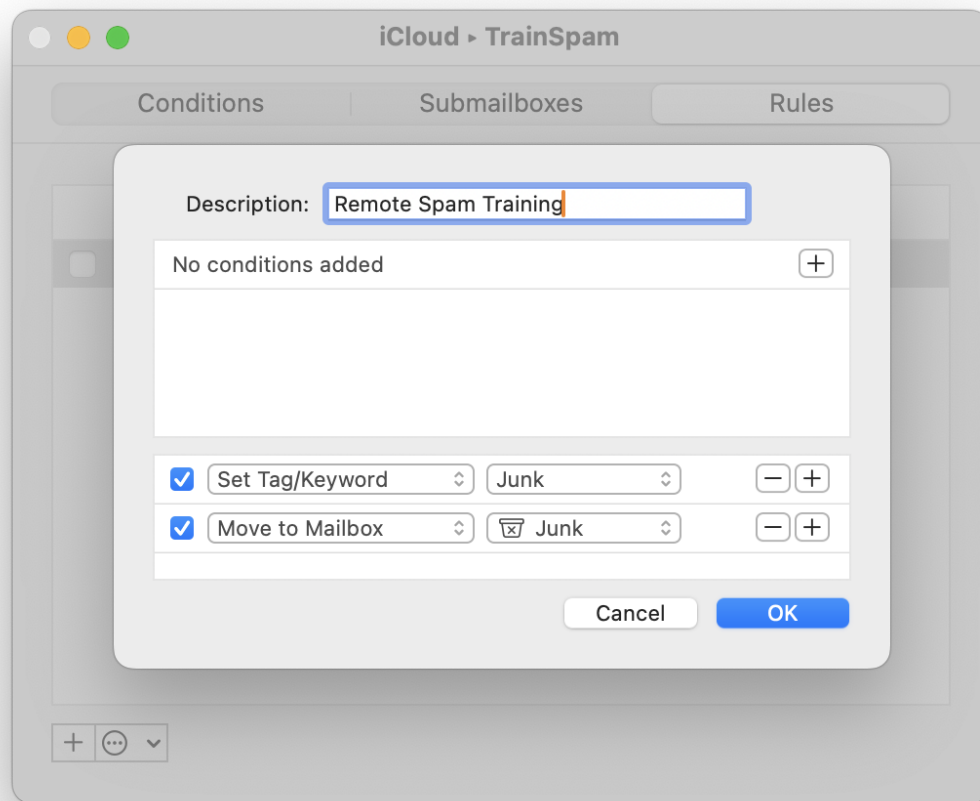 iCloud ▸ TrainSpam
Conditions Submailboxes Rules
Description: Remote Spam Training
No conditions added
Set Tag/Keyword Junk
Move to Mailbox Junk
Cancel OK